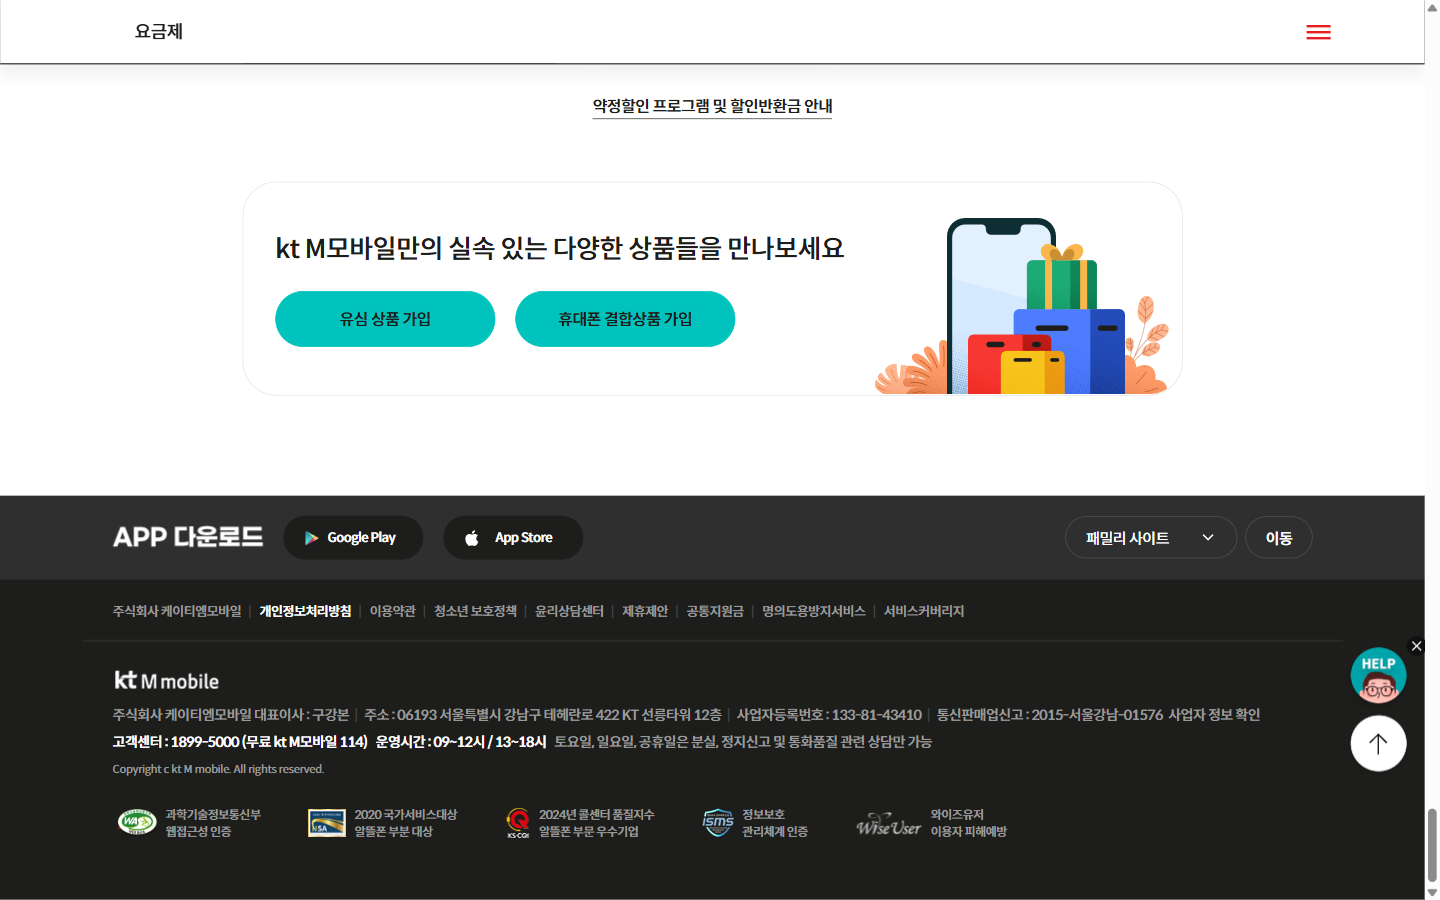 요금제
약정할인 프로그램 및 할인반환금 안내
kt M모바일만의 실속 있는 다양한 상품들을 만나보세요
유심 상품 가입
휴대폰 결합상품 가입
APP 다운로드
Google Play
App Store
패밀리 사이트
이동
주식회사 케이티엠모바일 | 개인정보처리방침 | 이용약관 | 청소년 보호정책 | 윤리상담센터 | 제휴제안 | 공통지원금 | 명의도용방지서비스 | 서비스커버리지
HELP
kt M mobile
주식회사 케이티엠모바일 대표이사 : 구강본 | 주소 : 06193 서울특별시 강남구 테헤란로 422 KT 선릉타워 12층 | 사업자등록번호 : 133-81-43410 | 통신판매업신고 : 2015-서울강남-01576 사업자 정보 확인
고객센터 : 1899-5000 (무료 kt M모바일 114) 운영시간 : 09~12시 / 13~18시 토요일, 일요일, 공휴일은 분실, 정지신고 및 통화품질 관련 상담만 가능
Copyright c kt M mobile. All rights reserved.
WA
과학기술정보통신부
웹접근성 인증
NSA
2020 국가서비스대상
알뜰폰 부분 대상
KS-CQI
2024년 콜센터 품질지수
알뜰폰 부문 우수기업
isms
정보보호
관리체계 인증
WiseUser
와이즈유저
이용자 피해예방